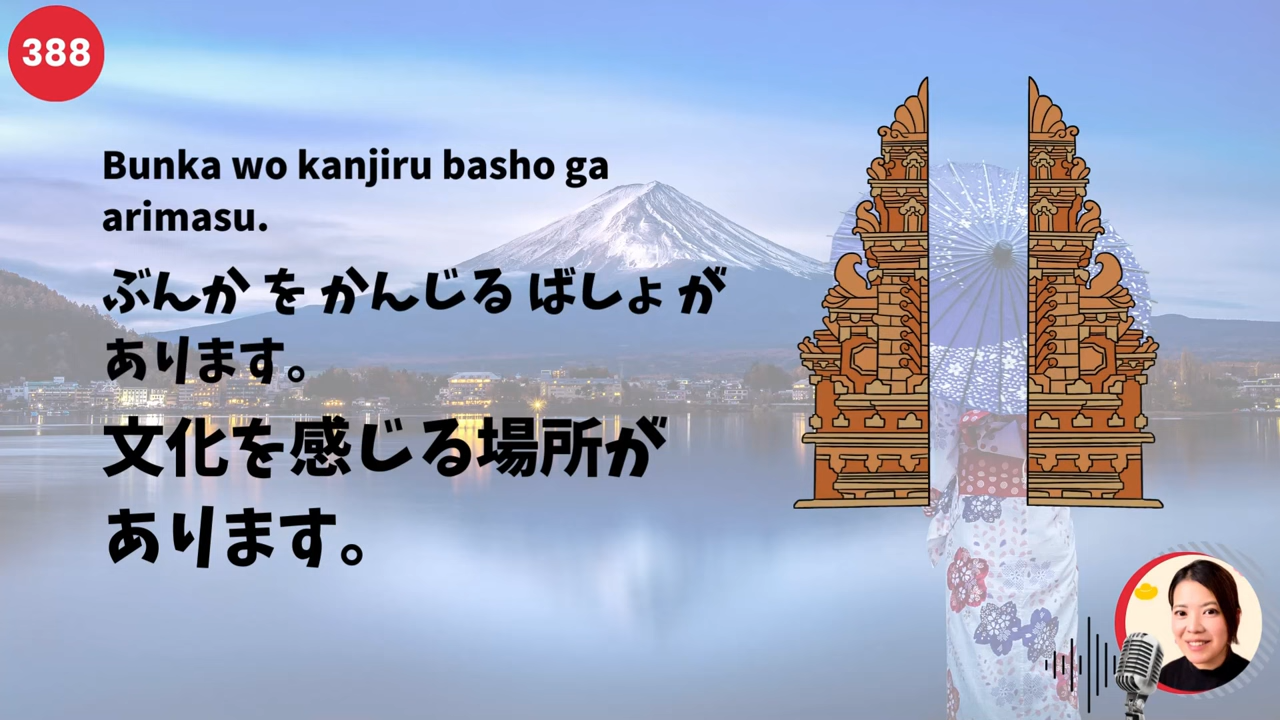 388
Bunka wo kanjiru basho ga
arimasu.
ぶんか を かんじる ばしょ が
あります。
文化を感じる場所が
あります。